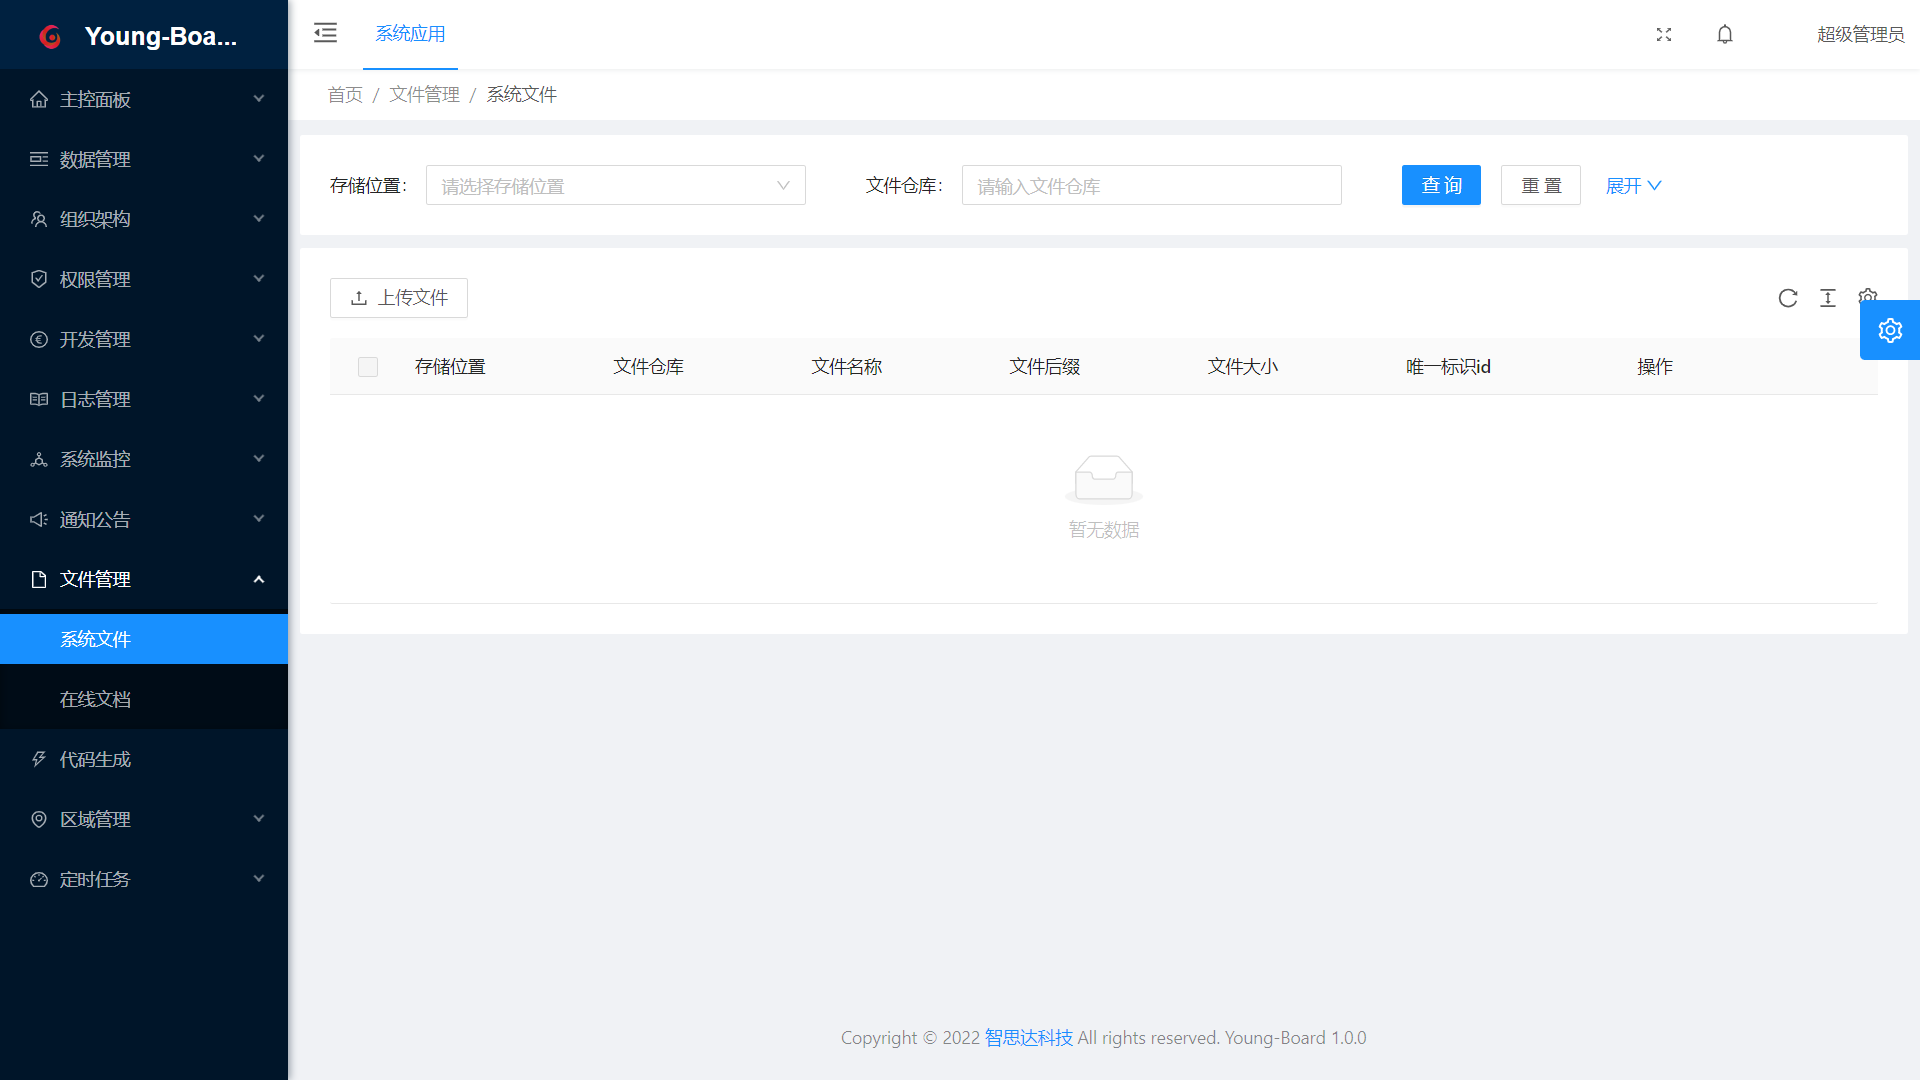 Young-Boa...
系统应用
超级管理员
首页 / 文件管理 / 系统文件
主控面板
数据管理
组织架构
权限管理
开发管理
日志管理
系统监控
通知公告
文件管理
系统文件
在线文档
代码生成
区域管理
定时任务
存储位置: 请选择存储位置 文件仓库: 请输入文件仓库 查 询 重 置 展开
上传文件
存储位置 文件仓库 文件名称 文件后缀 文件大小 唯一标识id 操作
暂无数据
Copyright © 2022 智思达科技 All rights reserved. Young-Board 1.0.0